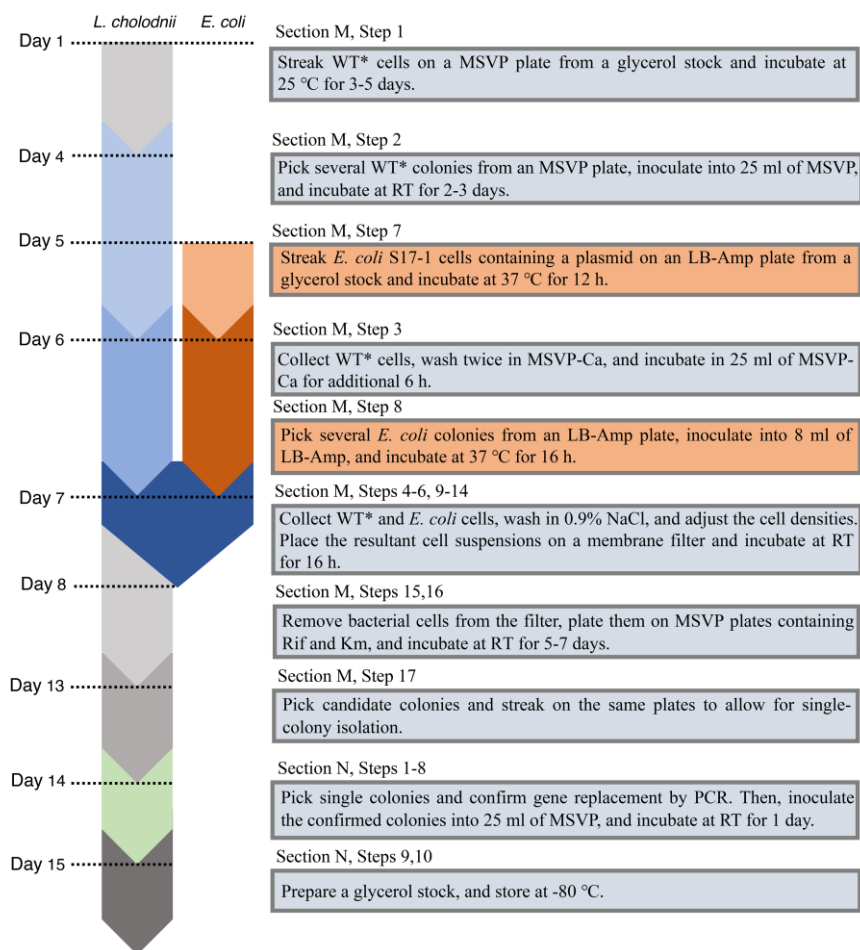 L. cholodnii E. coli
Day 1
Section M, Step 1
Streak WT* cells on a MSVP plate from a glycerol stock and incubate at
25 °C for 3-5 days.
Section M, Step 2
Day 4
Pick several WT* colonies from an MSVP plate, inoculate into 25 ml of MSVP,
and incubate at RT for 2-3 days.
Section M, Step 7
Day 5
Streak E. coli S17-1 cells containing a plasmid on an LB-Amp plate from a
glycerol stock and incubate at 37 °C for 12 h.
Section M, Step 3
Day 6
Collect WT* cells, wash twice in MSVP-Ca, and incubate in 25 ml of MSVP-
Ca for additional 6 h.
Section M, Step 8
Pick several E. coli colonies from an LB-Amp plate, inoculate into 8 ml of
LB-Amp, and incubate at 37 °C for 16 h.
Section M, Steps 4-6, 9-14
Day 7
Collect WT* and E. coli cells, wash in 0.9% NaCl, and adjust the cell densities.
Place the resultant cell suspensions on a membrane filter and incubate at RT
for 16 h.
Day 8
Section M, Steps 15,16
Remove bacterial cells from the filter, plate them on MSVP plates containing
Rif and Km, and incubate at RT for 5-7 days.
Section M, Step 17
Day 13
Pick candidate colonies and streak on the same plates to allow for single-
colony isolation.
Section N, Steps 1-8
Day 14
Pick single colonies and confirm gene replacement by PCR. Then, inoculate
the confirmed colonies into 25 ml of MSVP, and incubate at RT for 1 day.
Section N, Steps 9,10
Day 15
Prepare a glycerol stock, and store at -80 °C.